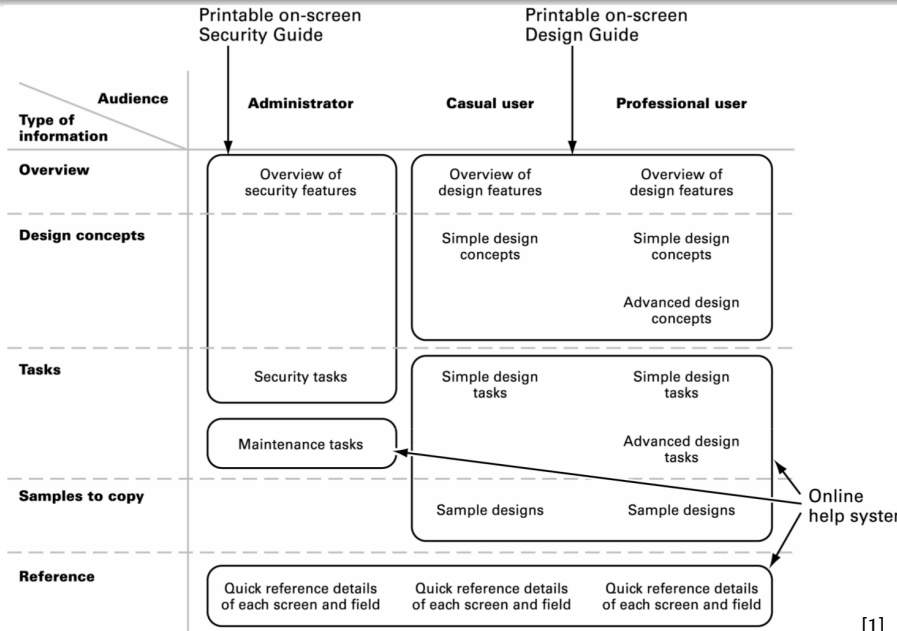 Printable on-screen
Security Guide
Printable on-screen
Design Guide
Audience
Type of
information
Administrator
Casual user
Professional user
Overview
Overview of
security features
Overview of
design features
Overview of
design features
Design concepts
Simple design
concepts
Simple design
concepts
Advanced design
concepts
Tasks
Security tasks
Simple design
tasks
Simple design
tasks
Maintenance tasks
Advanced design
tasks
Samples to copy
Sample designs
Sample designs
Online
help system
Reference
Quick reference details
of each screen and field
Quick reference details
of each screen and field
Quick reference details
of each screen and field
[1]